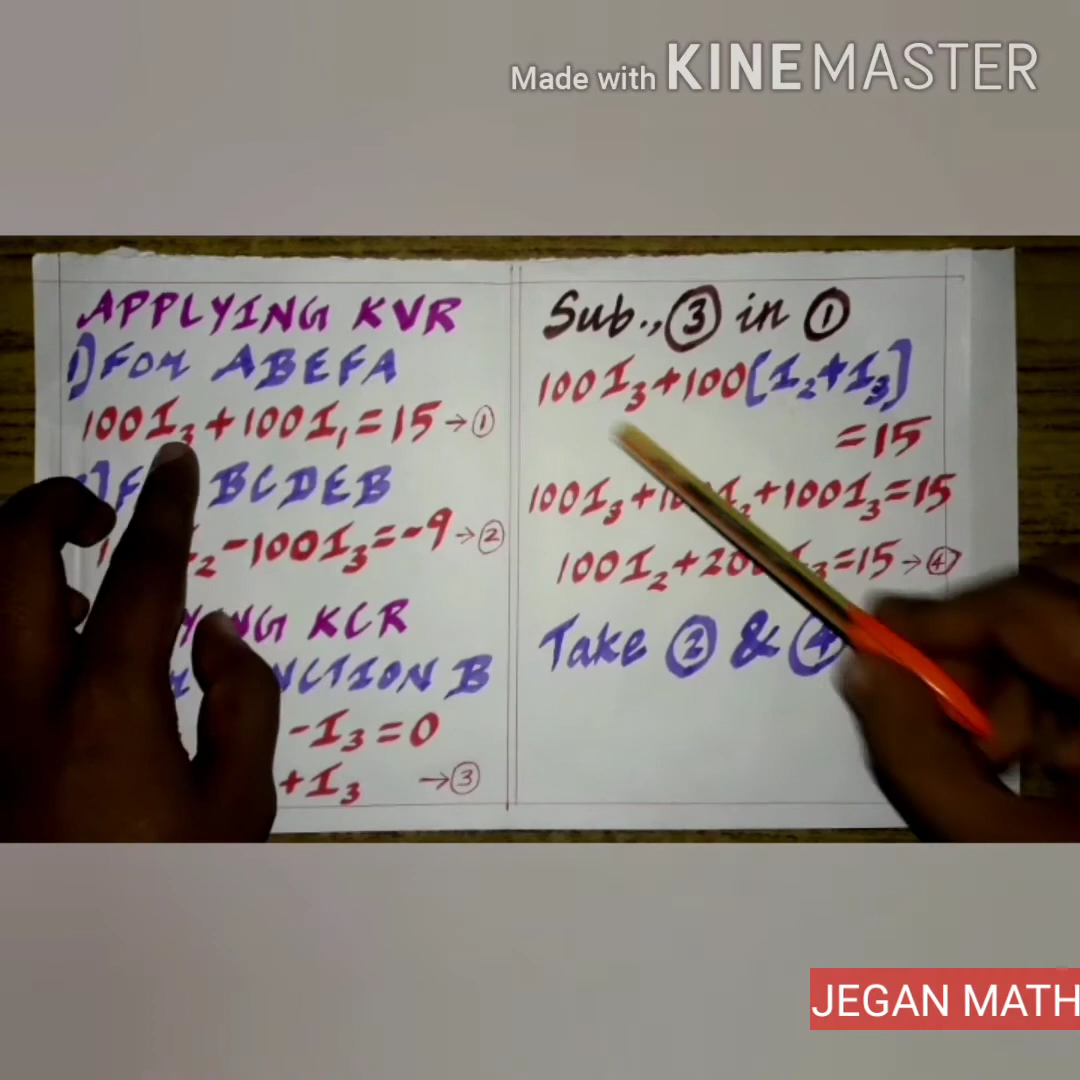 Made with KINEMASTER
APPLYING KVR
1] FOR ABEFA
100I₃ + 100I₁ = 15 → ①
BCDEB
₂ - 100I₃ = -9 → ②
KCR
B
- I₃ = 0
+ I₃ → ③
Sub., ③ in ①
100I₃ + 100[I₂ + I₃]
= 15
100I₃ + + 100I₃ = 15
100I₂ + = 15 → ④
Take ② & ④
JEGAN MATH